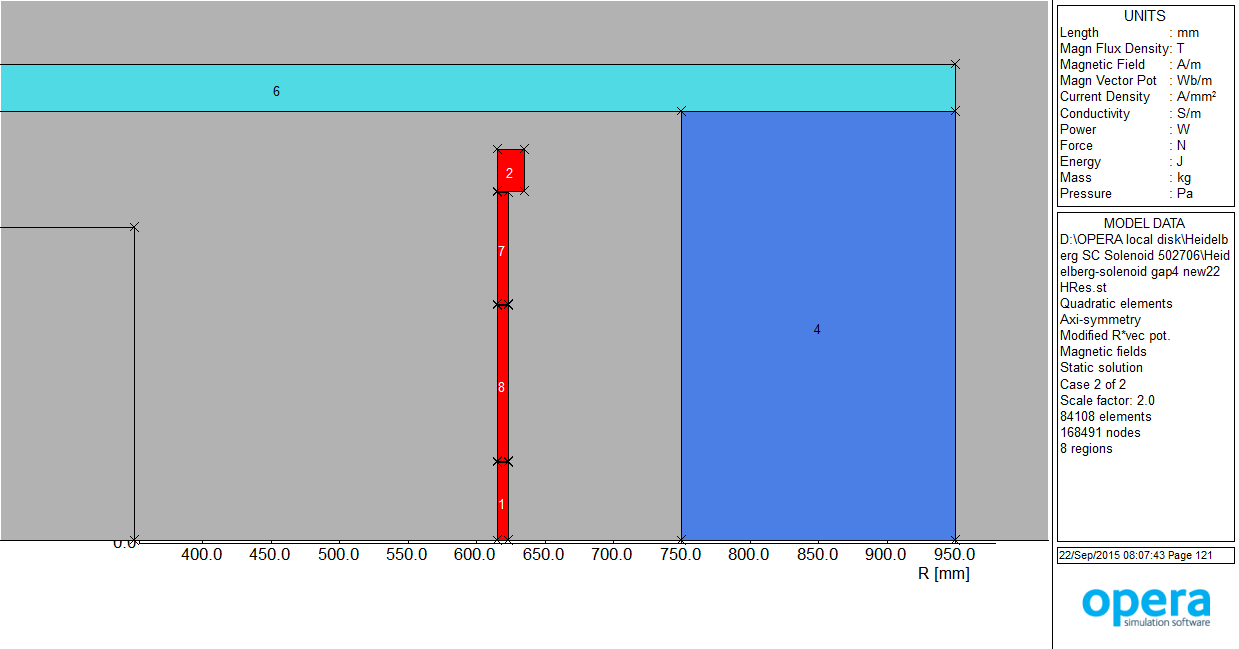 6
2
7
8
1
4
0.0
400.0 450.0 500.0 550.0 600.0 650.0 700.0 750.0 800.0 850.0 900.0 950.0
R [mm]
UNITS
Length : mm
Magn Flux Density: T
Magnetic Field : A/m
Magn Vector Pot : Wb/m
Current Density : A/mm²
Conductivity : S/m
Power : W
Force : N
Energy : J
Mass : kg
Pressure : Pa
MODEL DATA
D:\OPERA local disk\Heidelb
erg SC Solenoid 502706\Heid
elberg-solenoid gap4 new22
HRes.st
Quadratic elements
Axi-symmetry
Modified R*vec pot.
Magnetic fields
Static solution
Case 2 of 2
Scale factor: 2.0
84108 elements
168491 nodes
8 regions
22/Sep/2015 08:07:43 Page 121
opera
simulation software